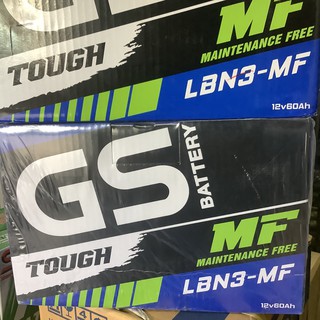 TOUGH
MF
MAINTENANCE FREE
LBN3-MF
12v60Ah
GS
BATTERY
TOUGH
MF
MAINTENANCE FREE
LBN3-MF
12v60Ah